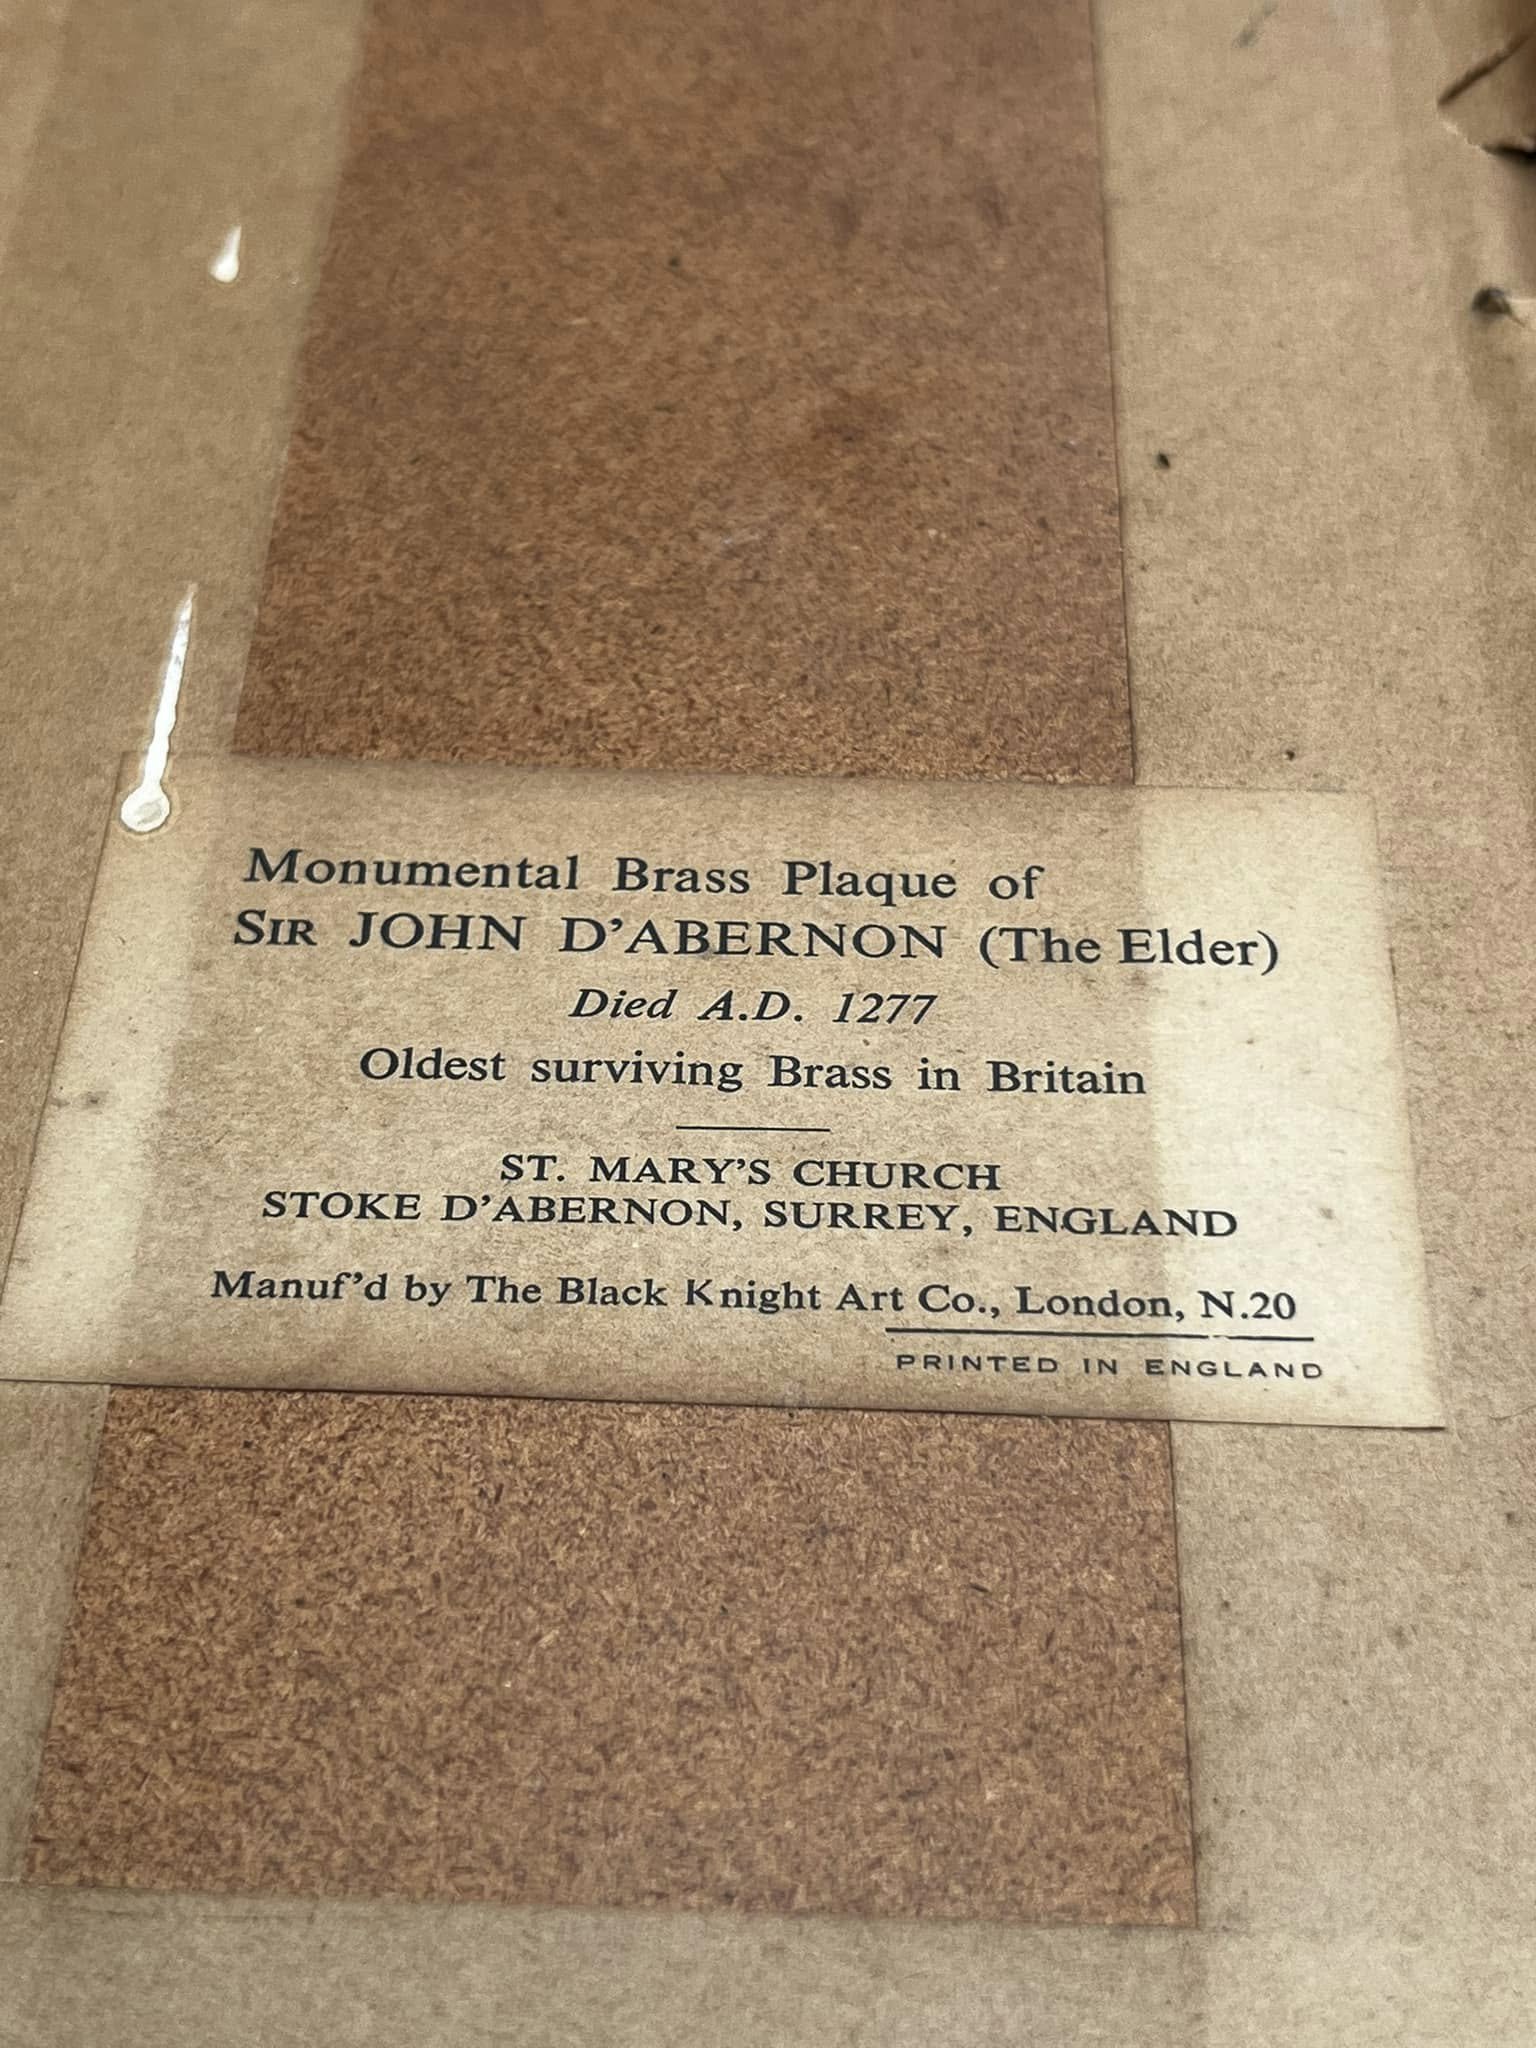 Monumental Brass Plaque of
SIR JOHN D'ABERNON (The Elder)
Died A.D. 1277
Oldest surviving Brass in Britain
ST. MARY'S CHURCH
STOKE D'ABERNON, SURREY, ENGLAND
Manuf'd by The Black Knight Art Co., London, N.20
PRINTED IN ENGLAND